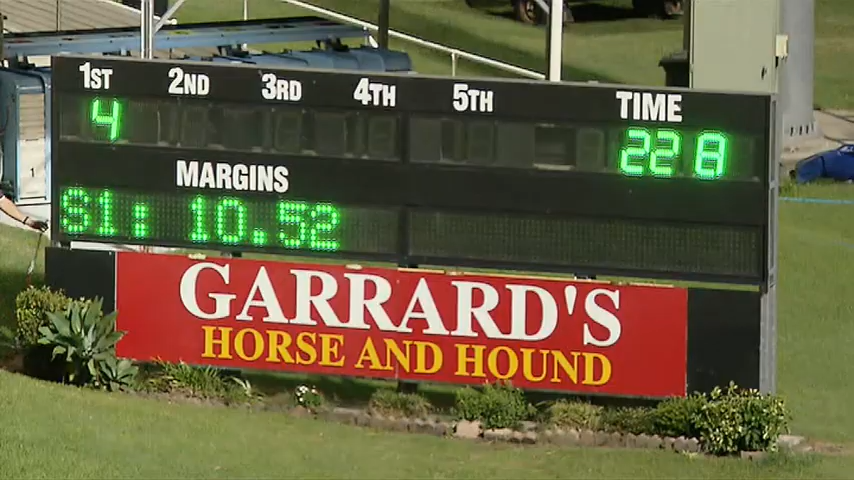 1ST 2ND 3RD 4TH 5TH TIME
4 22 8
MARGINS
S1: 10.52
GARRARD'S
HORSE AND HOUND